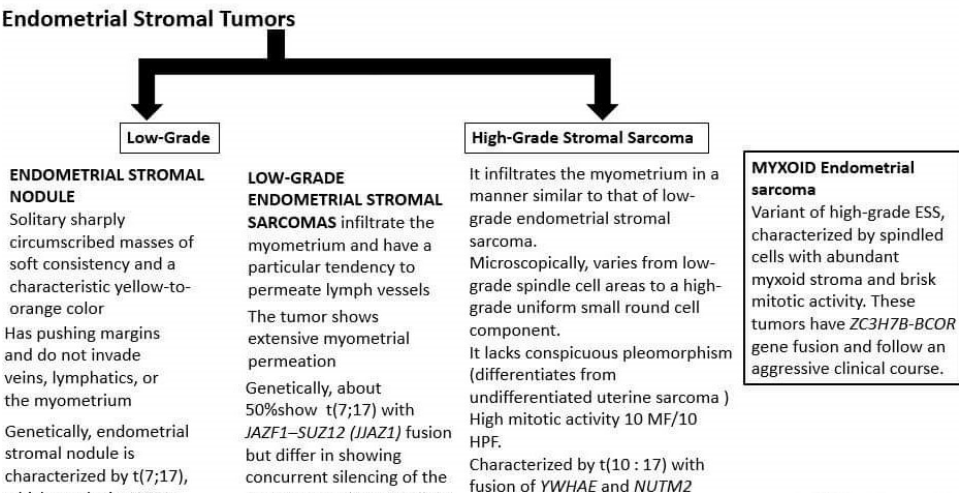 Endometrial Stromal Tumors
Low-Grade
ENDOMETRIAL STROMAL
NODULE
Solitary sharply
circumscribed masses of
soft consistency and a
characteristic yellow-to-
orange color
Has pushing margins
and do not invade
veins, lymphatics, or
the myometrium
Genetically, endometrial
stromal nodule is
characterized by t(7;17),
LOW-GRADE
ENDOMETRIAL STROMAL
SARCOMAS infiltrate the
myometrium and have a
particular tendency to
permeate lymph vessels
The tumor shows
extensive myometrial
permeation
Genetically, about
50%show t(7;17) with
JAZF1–SUZ12 (JJAZ1) fusion
but differ in showing
concurrent silencing of the
High-Grade Stromal Sarcoma
It infiltrates the myometrium in a
manner similar to that of low-
grade endometrial stromal
sarcoma.
Microscopically, varies from low-
grade spindle cell areas to a high-
grade uniform small round cell
component.
It lacks conspicuous pleomorphism
(differentiates from
undifferentiated uterine sarcoma )
High mitotic activity 10 MF/10
HPF.
Characterized by t(10 : 17) with
fusion of YWHAE and NUTM2
MYXOID Endometrial
sarcoma
Variant of high-grade ESS,
characterized by spindled
cells with abundant
myxoid stroma and brisk
mitotic activity. These
tumors have ZC3H7B-BCOR
gene fusion and follow an
aggressive clinical course.